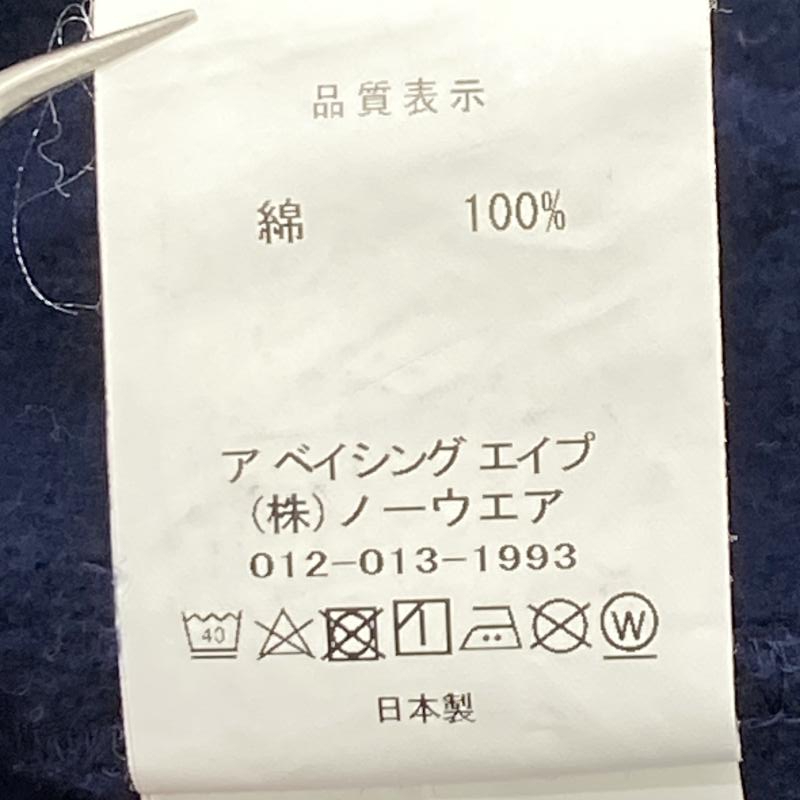 品質表示
綿 100%
ア ベイシング エイプ
(株)ノーウエア
012-013-1993
40 W
日本製